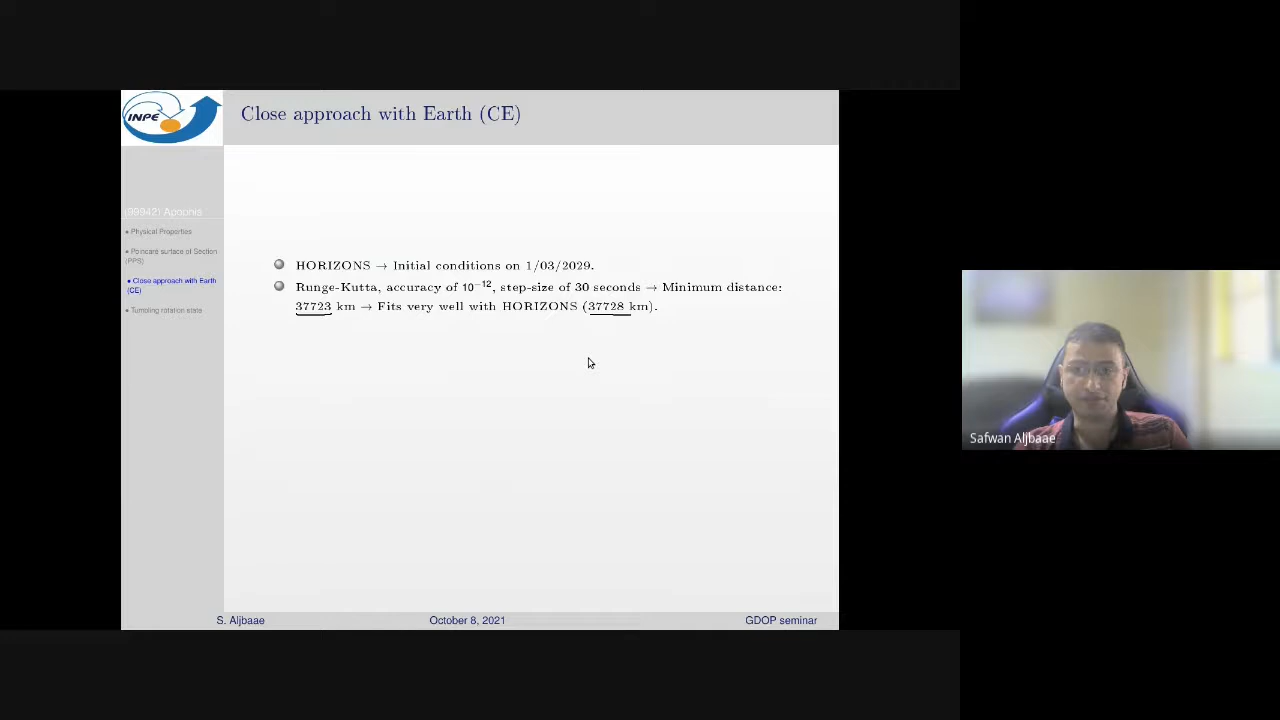 INPE
Close approach with Earth (CE)
(99942) Apophis
• Physical Properties
• Poincare surface of Section
(PPS)
• Close approach with Earth
(CE)
• Tumbling rotation state
HORIZONS → Initial conditions on 1/03/2029.
Runge-Kutta, accuracy of 10⁻¹², step-size of 30 seconds → Minimum distance:
37723 km → Fits very well with HORIZONS (37728 km).
Safwan Aljbaae
S. Aljbaae October 8, 2021 GDOP seminar